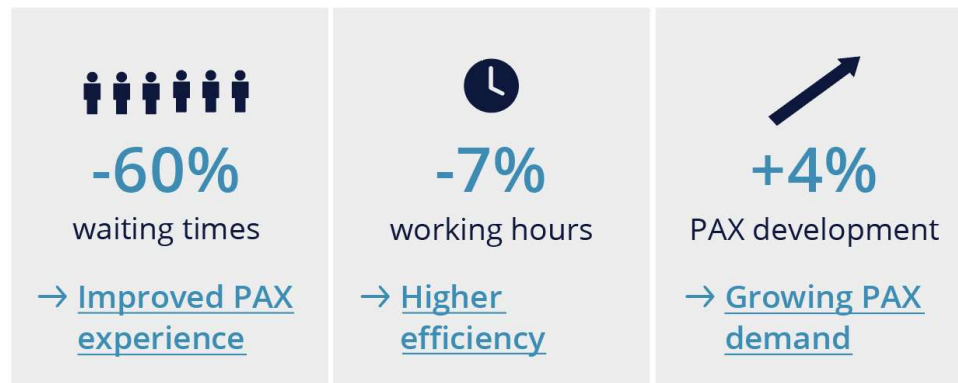 -60%
waiting times
→ Improved PAX
experience
-7%
working hours
→ Higher
efficiency
+4%
PAX development
→ Growing PAX
demand